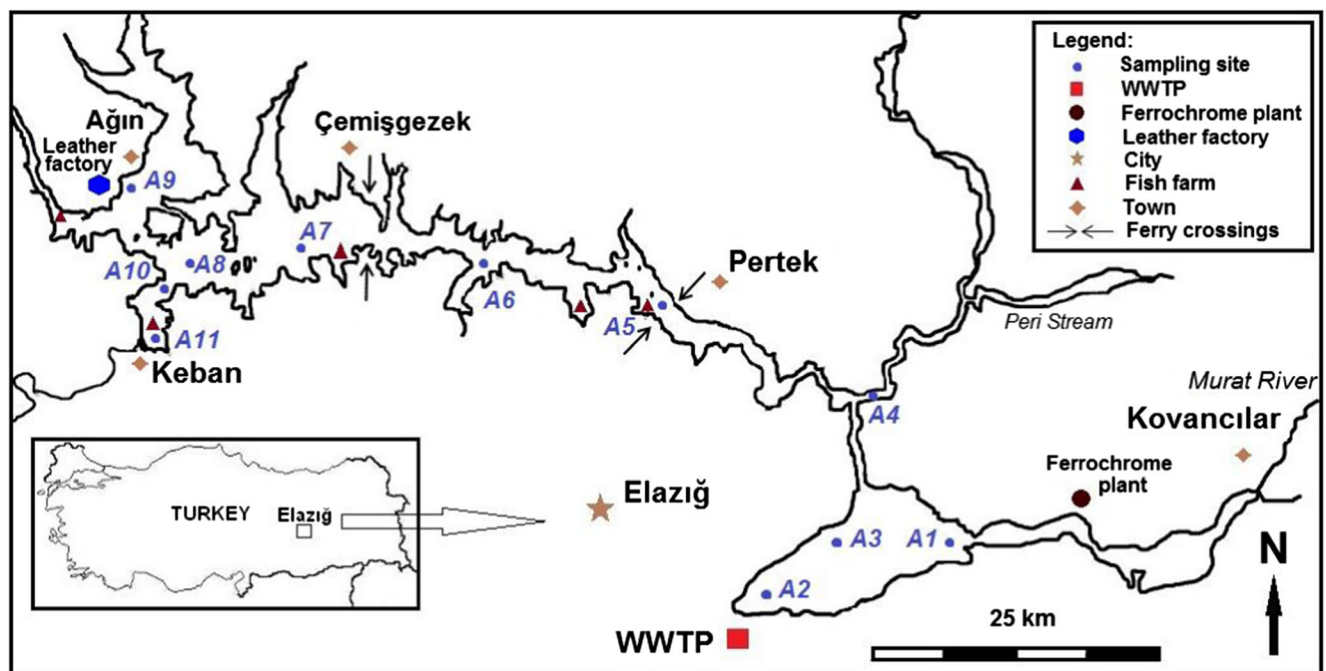 Legend:
Sampling site
WWTP
Ferrochrome plant
Leather factory
City
Fish farm
Town
Ferry crossings
Ağın
Leather
factory
A9
Çemişgezek
A7
A10
A8
A6
A5
Pertek
A11
Keban
Peri Stream
Murat River
A4
Kovancılar
Ferrochrome
plant
Elazığ
TURKEY
Elazığ
A3
A1
A2
N
25 km
WWTP